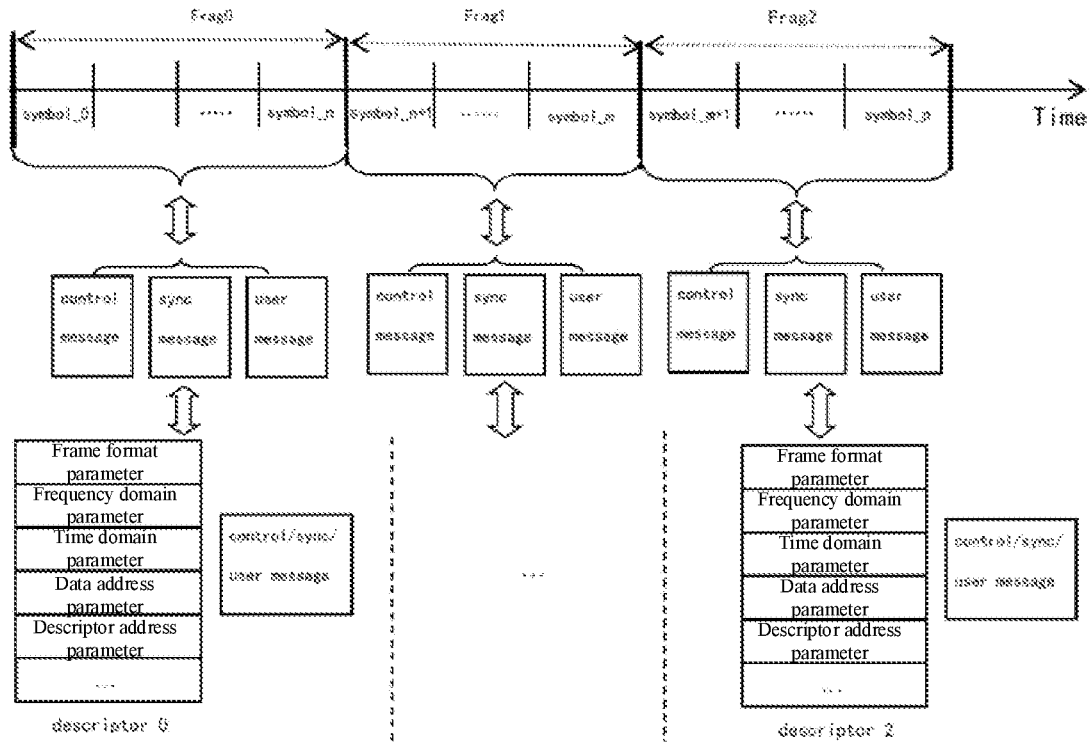 Frag0 Frag1 Frag2
symbol_0 ..... symbol_n symbol_n+1 ...... symbol_m symbol_m+1 ...... symbol_p
Time
control message
sync message
user message
control message
sync message
user message
control message
sync message
user message
Frame format
parameter
Frequency domain
parameter
Time domain
parameter
Data address
parameter
Descriptor address
parameter
...
descriptor 0
control/sync/
user message
...
Frame format
parameter
Frequency domain
parameter
Time domain
parameter
Data address
parameter
Descriptor address
parameter
...
descriptor 2
control/sync/
user message